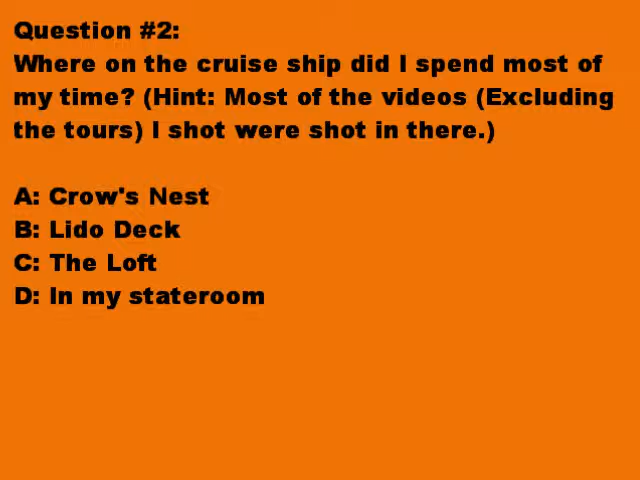 Question #2:
Where on the cruise ship did I spend most of
my time? (Hint: Most of the videos (Excluding
the tours) I shot were shot in there.)
A: Crow's Nest
B: Lido Deck
C: The Loft
D: In my stateroom